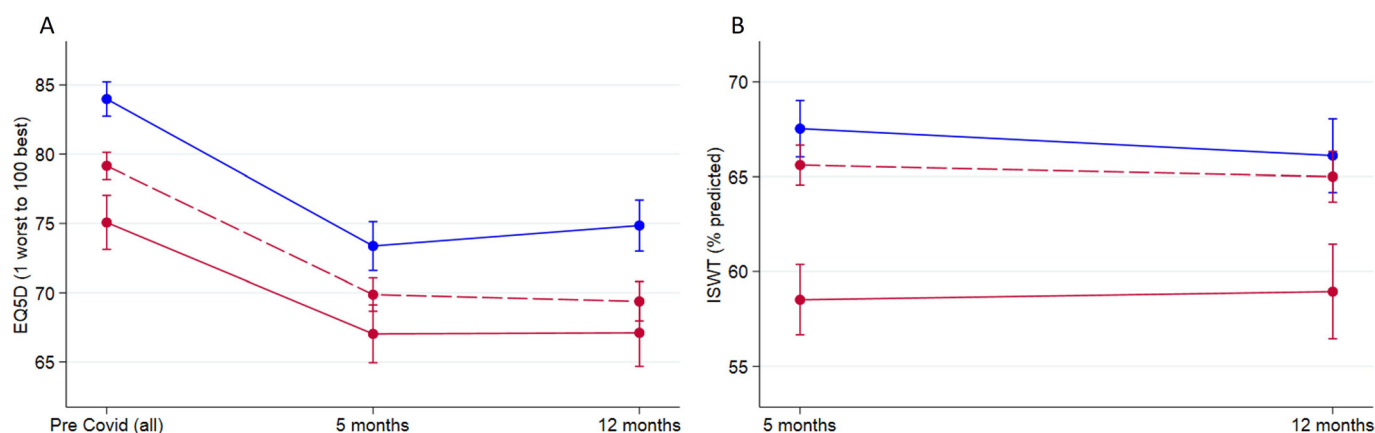 A
EQ5D (1 worst to 100 best)
85
80
75
70
65
Pre Covid (all)
5 months
12 months
B
ISWT (% predicted)
70
65
60
55
5 months
12 months